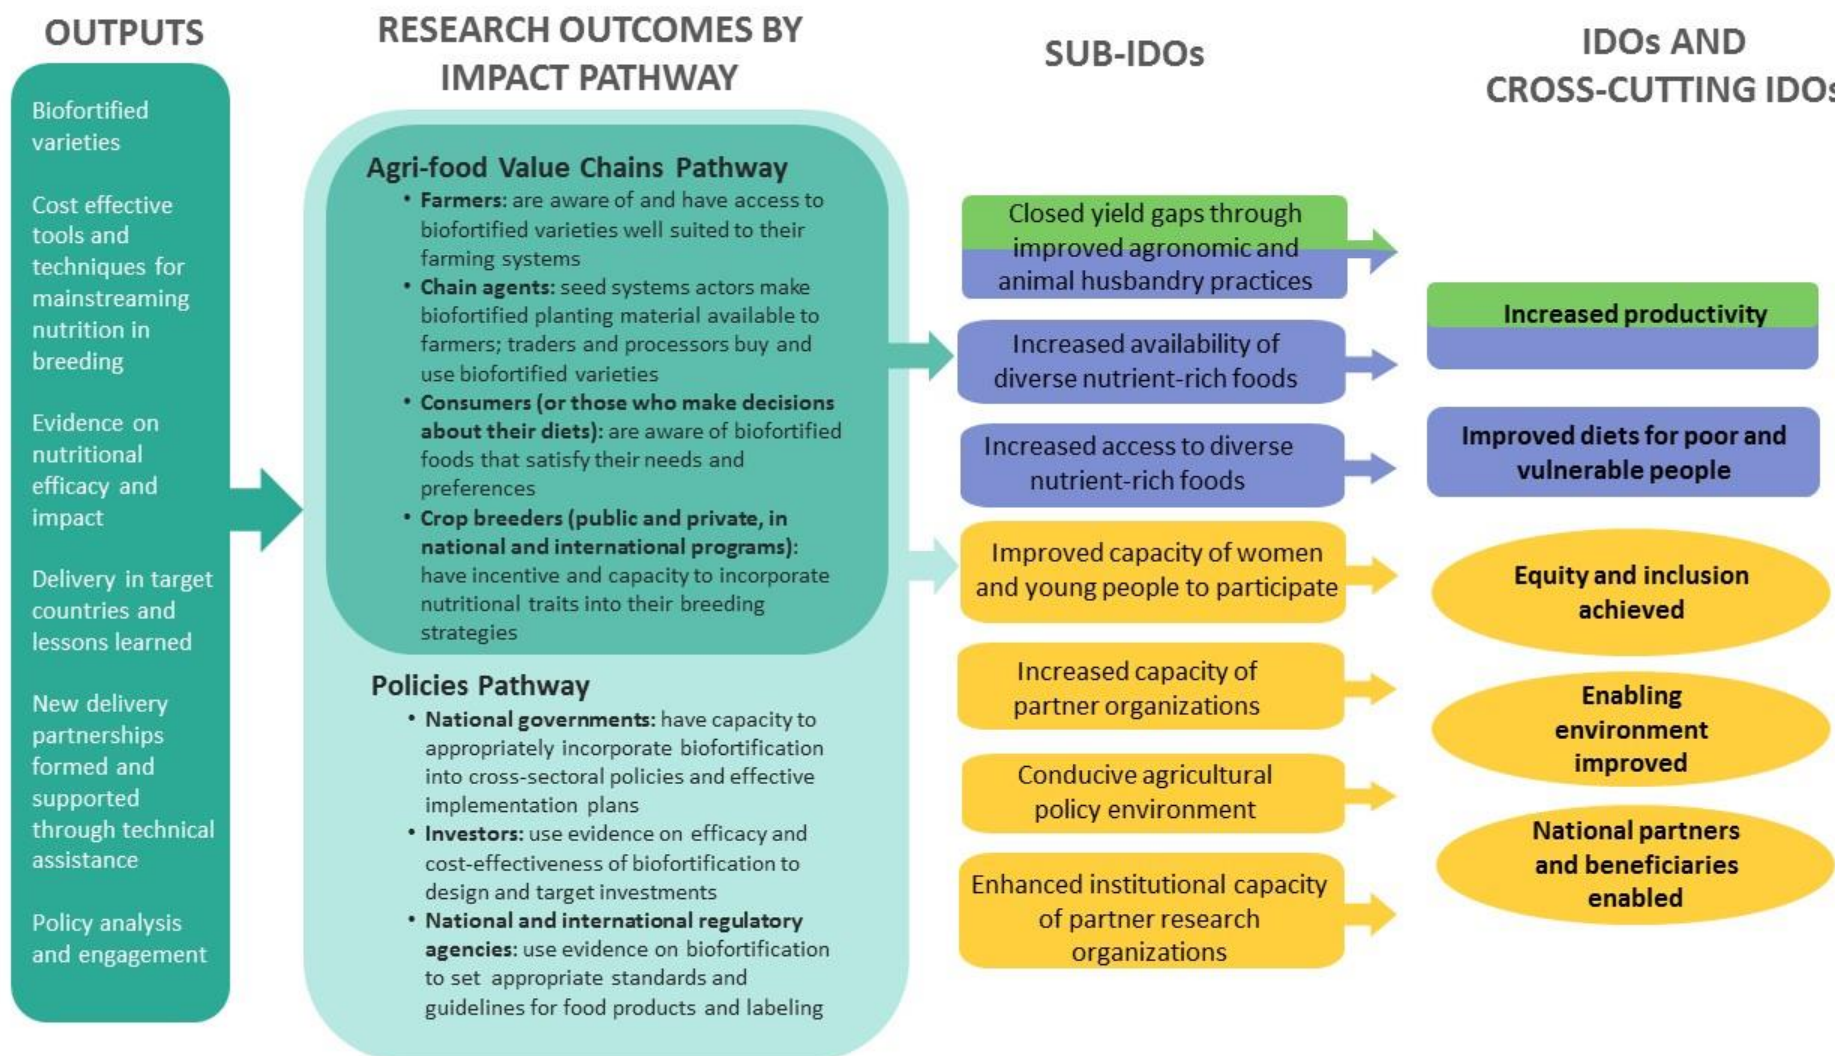 OUTPUTS
Biofortified
varieties
Cost effective
tools and
techniques for
mainstreaming
nutrition in
breeding
Evidence on
nutritional
efficacy and
impact
Delivery in target
countries and
lessons learned
New delivery
partnerships
formed and
supported
through technical
assistance
Policy analysis
and engagement
RESEARCH OUTCOMES BY
IMPACT PATHWAY
Agri-food Value Chains Pathway
• Farmers: are aware of and have access to
biofortified varieties well suited to their
farming systems
• Chain agents: seed systems actors make
biofortified planting material available to
farmers; traders and processors buy and
use biofortified varieties
• Consumers (or those who make decisions
about their diets): are aware of biofortified
foods that satisfy their needs and
preferences
• Crop breeders (public and private, in
national and international programs):
have incentive and capacity to incorporate
nutritional traits into their breeding
strategies
Policies Pathway
• National governments: have capacity to
appropriately incorporate biofortification
into cross-sectoral policies and effective
implementation plans
• Investors: use evidence on efficacy and
cost-effectiveness of biofortification to
design and target investments
• National and international regulatory
agencies: use evidence on biofortification
to set appropriate standards and
guidelines for food products and labeling
SUB-IDOs
Closed yield gaps through
improved agronomic and
animal husbandry practices
Increased availability of
diverse nutrient-rich foods
Increased access to diverse
nutrient-rich foods
Improved capacity of women
and young people to participate
Increased capacity of
partner organizations
Conducive agricultural
policy environment
Enhanced institutional capacity
of partner research
organizations
IDOs AND
CROSS-CUTTING IDOs
Increased productivity
Improved diets for poor and
vulnerable people
Equity and inclusion
achieved
Enabling
environment
improved
National partners
and beneficiaries
enabled